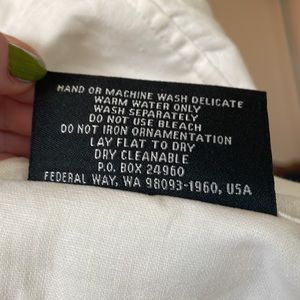 HAND OR MACHINE WASH DELICATE
WARM WATER ONLY
WASH SEPARATELY
DO NOT USE BLEACH
DO NOT IRON ORNAMENTATION
LAY FLAT TO DRY
DRY CLEANABLE
P.O. BOX 24960
FEDERAL WAY, WA 98093-1960, USA